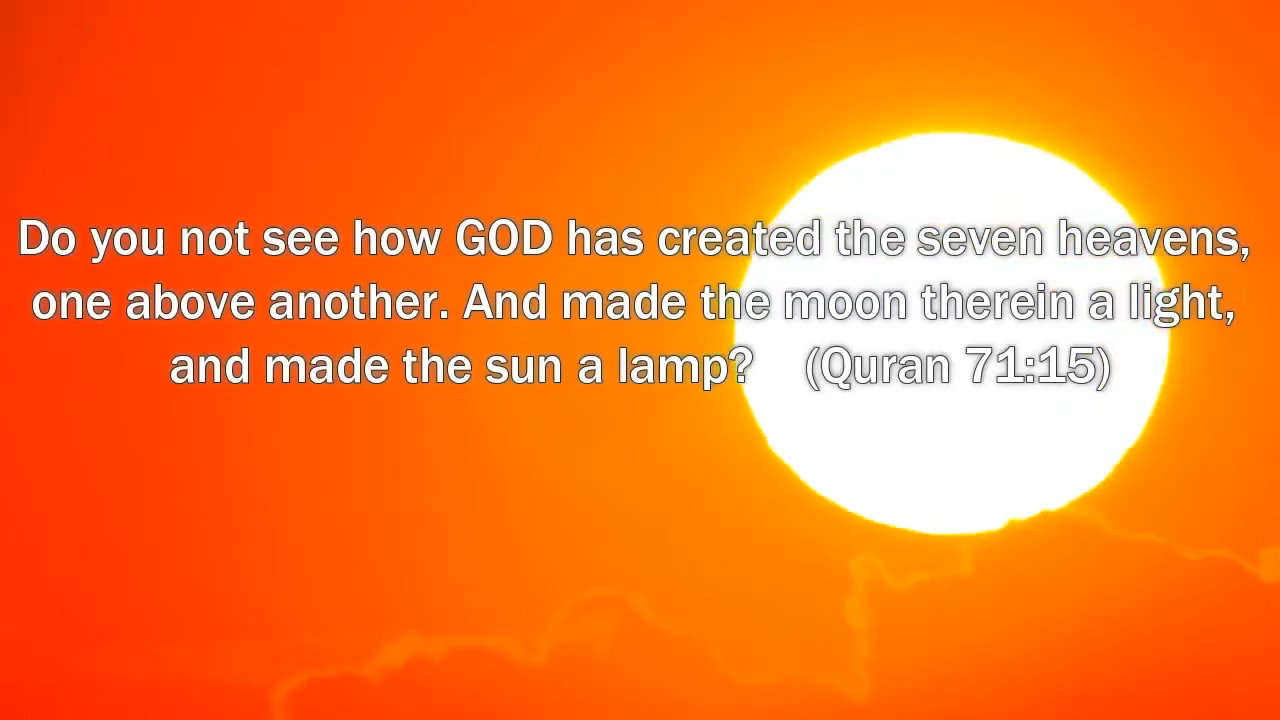 Do you not see how GOD has created the seven heavens,
one above another. And made the moon therein a light,
and made the sun a lamp? (Quran 71:15)